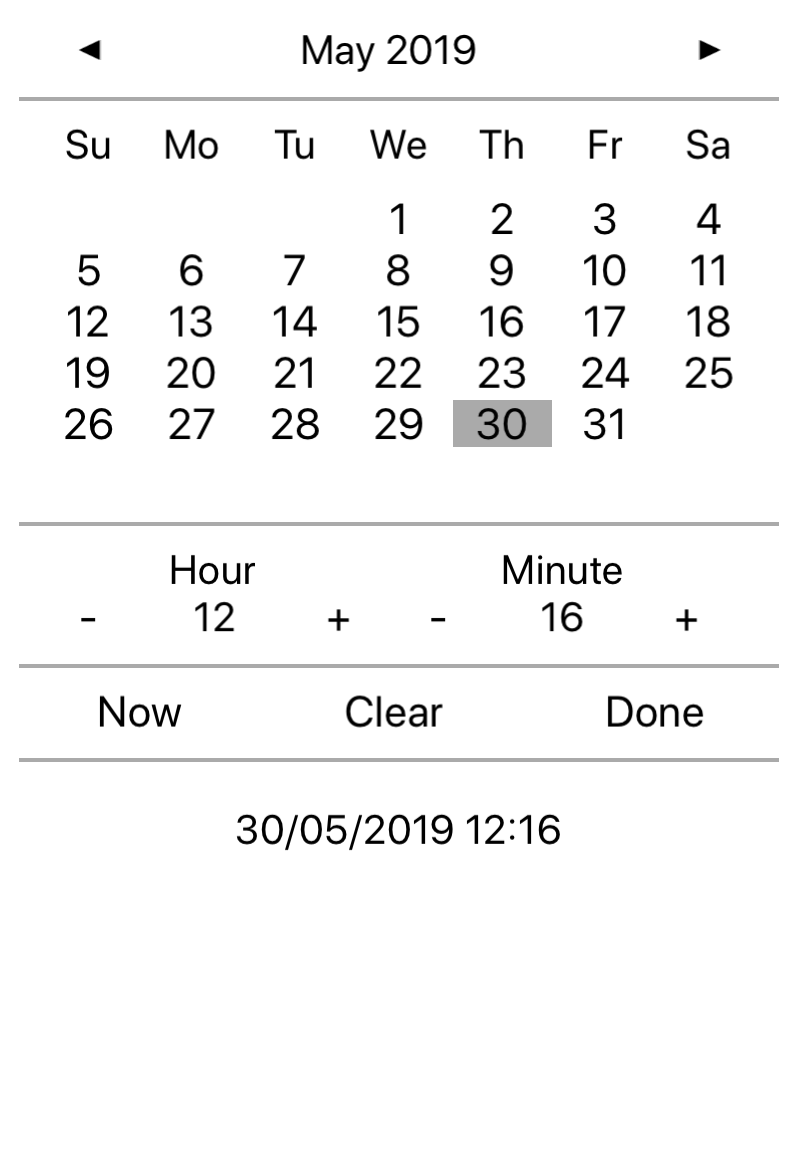 ◀ May 2019 ▶
Su Mo Tu We Th Fr Sa
1 2 3 4
5 6 7 8 9 10 11
12 13 14 15 16 17 18
19 20 21 22 23 24 25
26 27 28 29 30 31
Hour Minute
- 12 + - 16 +
Now Clear Done
30/05/2019 12:16